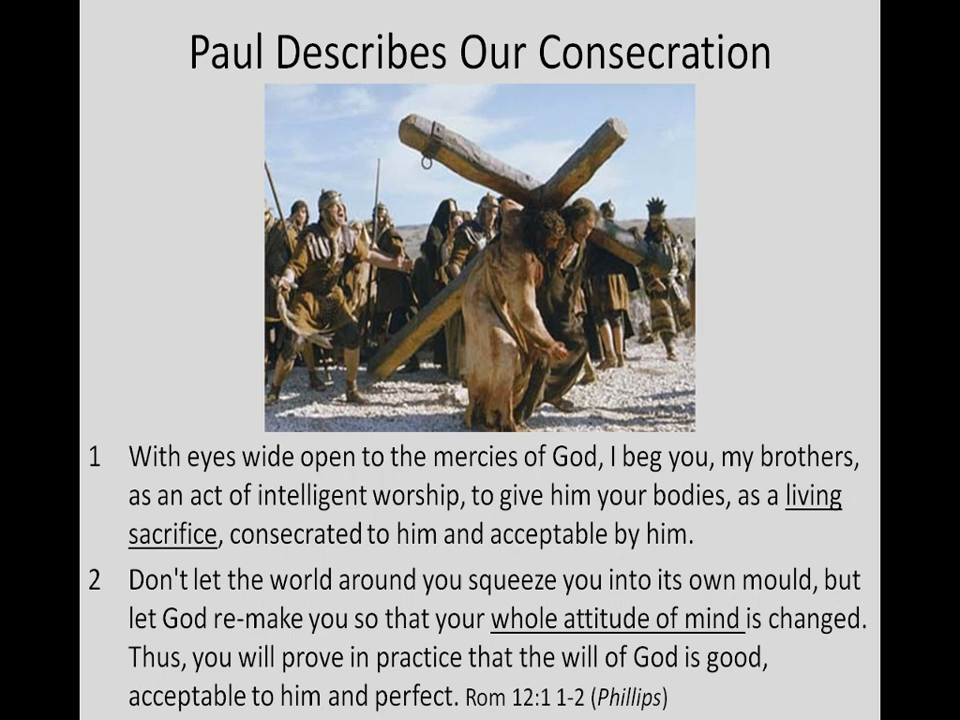 Paul Describes Our Consecration
1 With eyes wide open to the mercies of God, I beg you, my brothers,
as an act of intelligent worship, to give him your bodies, as a living
sacrifice, consecrated to him and acceptable by him.
2 Don't let the world around you squeeze you into its own mould, but
let God re-make you so that your whole attitude of mind is changed.
Thus, you will prove in practice that the will of God is good,
acceptable to him and perfect. Rom 12:1 1-2 (Phillips)